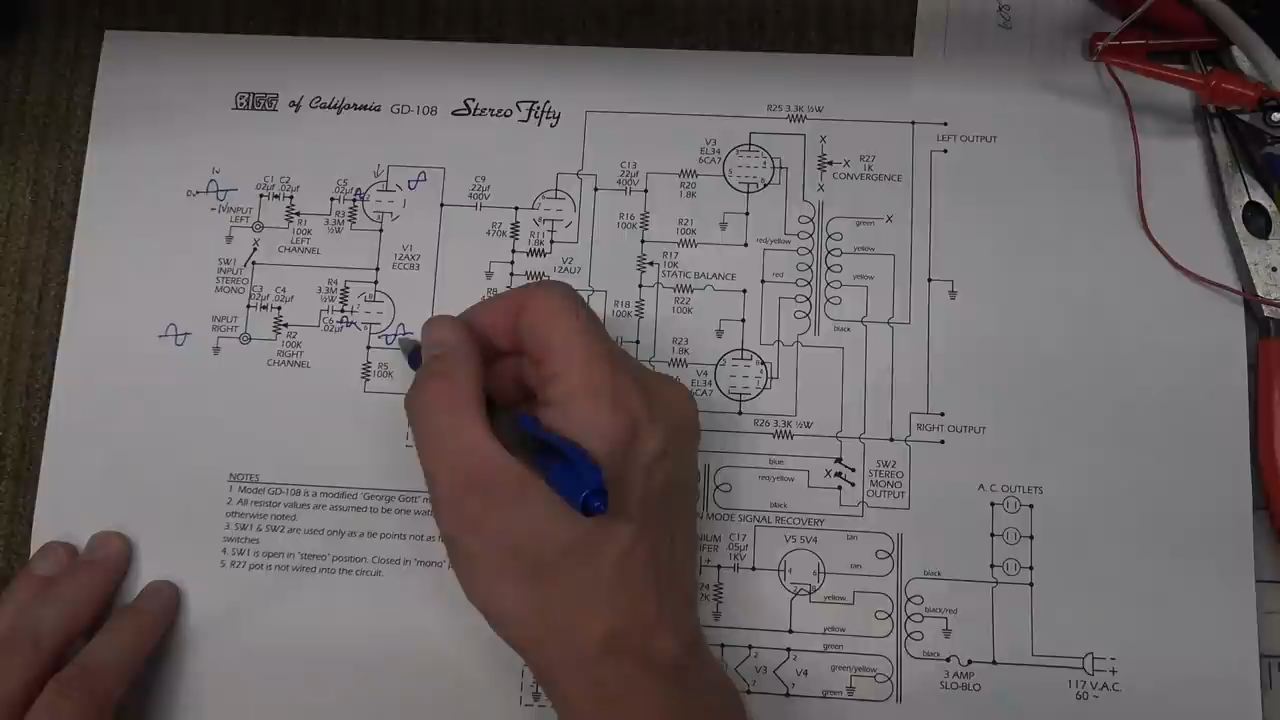 BIGG of California GD-108 Stereo Fifty
R25 3.3K ½W
LEFT OUTPUT
V3
EL34
6CA7
X
X
X
R27
1K
CONVERGENCE
C13
.22µf
400V
R20
1.8K
C9
.22µf
400V
C1 C2
.02µf .02µf
C5
.02µf
R3
3.3M
½W
INPUT
LEFT
R1
100K
LEFT
CHANNEL
V1
12AX7
ECC83
R7
470K
R11
1.8K
V2
12AU7
R16
100K
R21
100K
R17
10K
STATIC BALANCE
R22
100K
R18
100K
red/yellow
red
green
X
yellow
yellow
black
X
SW1
INPUT
STEREO
MONO
R4
3.3M
½W
C3 C4
.02µf .02µf
C6
.02µf
INPUT
RIGHT
R2
100K
RIGHT
CHANNEL
R5
100K
R23
1.8K
V4
EL34
6CA7
R26 3.3K ½W
RIGHT OUTPUT
blue
red/yellow
black
X
SW2
STEREO
MONO
OUTPUT
MODE SIGNAL RECOVERY
C17
.05µf
1KV
V5 5V4
tan
tan
yellow
yellow
green
green/yellow
green
V3
V4
A.C. OUTLETS
black
black/red
black
3 AMP
SLO-BLO
117 V.A.C.
60 ~
NOTES
1 Model GD-108 is a modified "George Gott"
2. All resistor values are assumed to be one
otherwise noted.
3. SW1 & SW2 are used only as a tie points not as
switches
4. SW1 is open in "stereo" position. Closed in "mono"
5. R27 pot is not wired into the circuit.